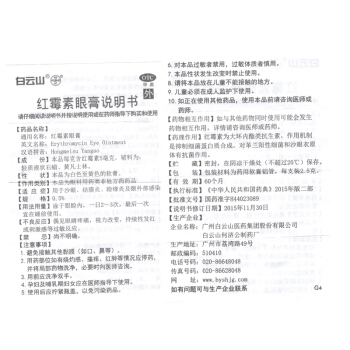 白云山
OTC
甲类
外
红霉素眼膏说明书
请仔细阅读说明书并按说明使用或在药师指导下购买和使用
【药品名称】
通用名称：红霉素眼膏
英文名称：Erythromycin Eye Ointment
汉语拼音：Hongmeisu Yangao
【成 份】本品每克含红霉素5毫克，辅料为：
【性 状】本品为白色至黄色的软膏。
【作用类别】本品为眼科用药类非处方药品。
【适 应 症】用于沙眼、结膜炎、睑缘炎及眼外部感染
【规 格】0.5%
【用法用量】涂于眼睑内，一日2～3次，最后一次
宜在睡前使用。
【不良反应】偶见眼睛疼痛，视力改变，持续性发红
或刺激感等过敏反应。
【禁 忌】尚不明确。
【注意事项】
1. 避免接触其他黏膜（如口、鼻等）。
2. 用药部位如有烧灼感、瘙痒、红肿等情况应停药，
并将局部药物洗净，必要时向医师咨询。
3. 用前应洗净双手。
4. 孕妇及哺乳期妇女应在医师指导下使用。
5. 使用后应拧紧瓶盖，以免污染药品。
6. 对本品过敏者禁用，过敏体质者慎用。
7. 本品性状发生改变时禁止使用。
8. 请将本品放在儿童不能接触的地方。
9. 儿童必须在成人监护下使用。
10. 如正在使用其他药品，使用本品前请咨询医师或
药师。
【药物相互作用】如与其他药物同时使用可能会发生
药物相互作用，详情请咨询医师或药师。
【药理作用】红霉素为大环内酯类抗生素，作用机制
是抑制细菌蛋白质合成，对革兰阳性细菌和沙眼衣原
体有抗菌作用。
【贮 藏】密封，在阴凉干燥处（不超过20℃）保存。
【包 装】包装材料为药用软膏铝管，每支装2.5克。
【有 效 期】60个月
【执行标准】《中华人民共和国药典》2015年版二部
【批准文号】国药准字H44023089
【说明书修订日期】2015年11月30日
【生产企业】
企业名称：广州白云山医药集团股份有限公司
白云山何济公制药厂
生产地址：广州市荔湾路49号
邮政编码：510410
电话号码：020-86648048
传真号码：020-86628048
网 址：www.byshjg.com
如有问题可与生产企业联系
G4